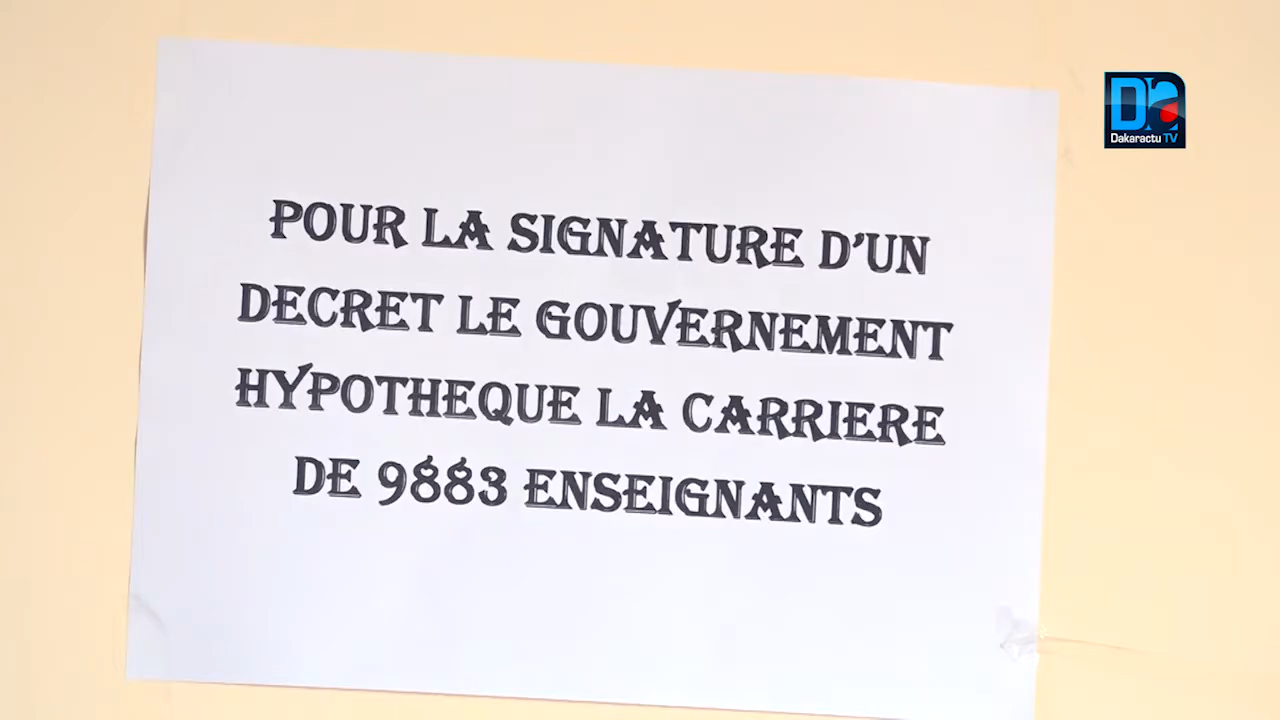 Dakaractu TV
POUR LA SIGNATURE D'UN
DECRET LE GOUVERNEMENT
HYPOTHEQUE LA CARRIERE
DE 9883 ENSEIGNANTS